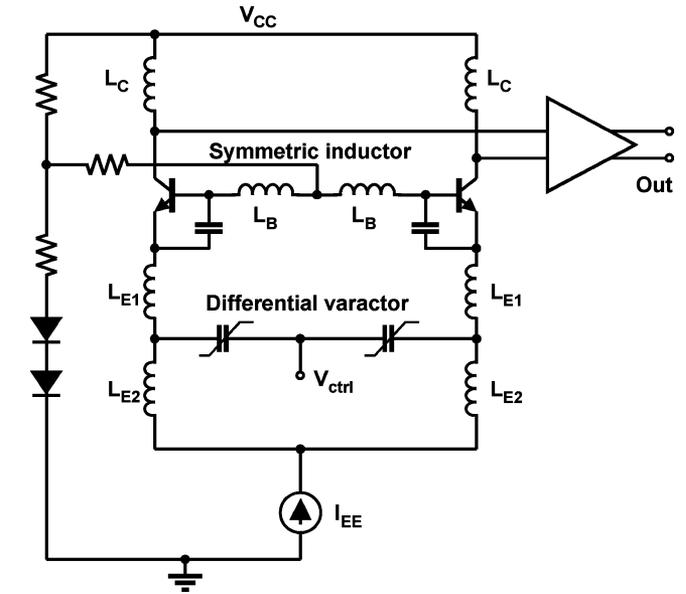 VCC
LC
LC
Symmetric inductor
Out
LB
LB
LE1
Differential varactor
LE1
LE2
Vctrl
LE2
IEE